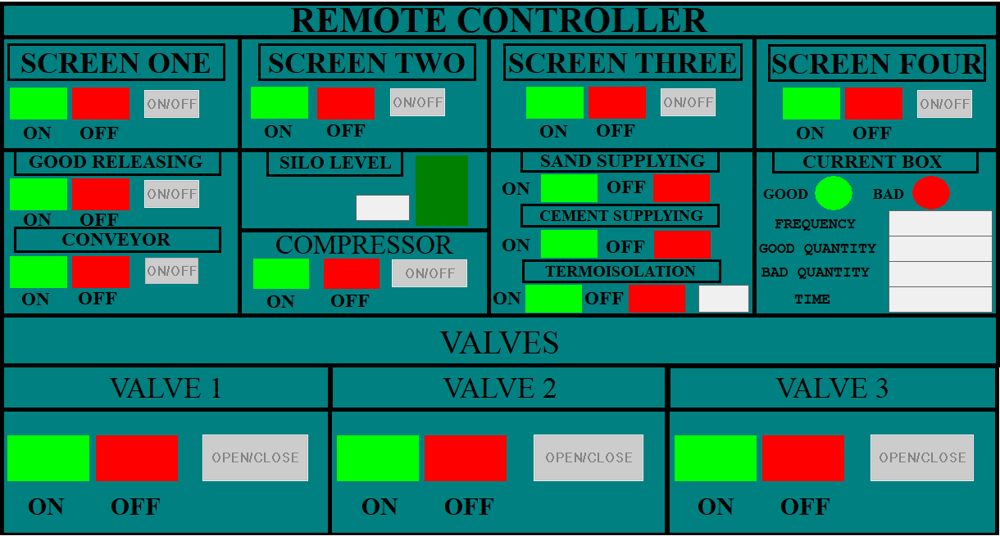 REMOTE CONTROLLER
SCREEN ONE
ON/OFF
ON OFF
SCREEN TWO
ON/OFF
ON OFF
SCREEN THREE
ON/OFF
ON OFF
SCREEN FOUR
ON/OFF
ON OFF
GOOD RELEASING
ON/OFF
ON OFF
CONVEYOR
ON/OFF
ON OFF
SILO LEVEL
COMPRESSOR
ON/OFF
ON OFF
SAND SUPPLYING
ON OFF
CEMENT SUPPLYING
ON OFF
TERMOISOLATION
ON OFF
CURRENT BOX
GOOD BAD
FREQUENCY
GOOD QUANTITY
BAD QUANTITY
TIME
VALVES
VALVE 1
OPEN/CLOSE
ON OFF
VALVE 2
OPEN/CLOSE
ON OFF
VALVE 3
OPEN/CLOSE
ON OFF